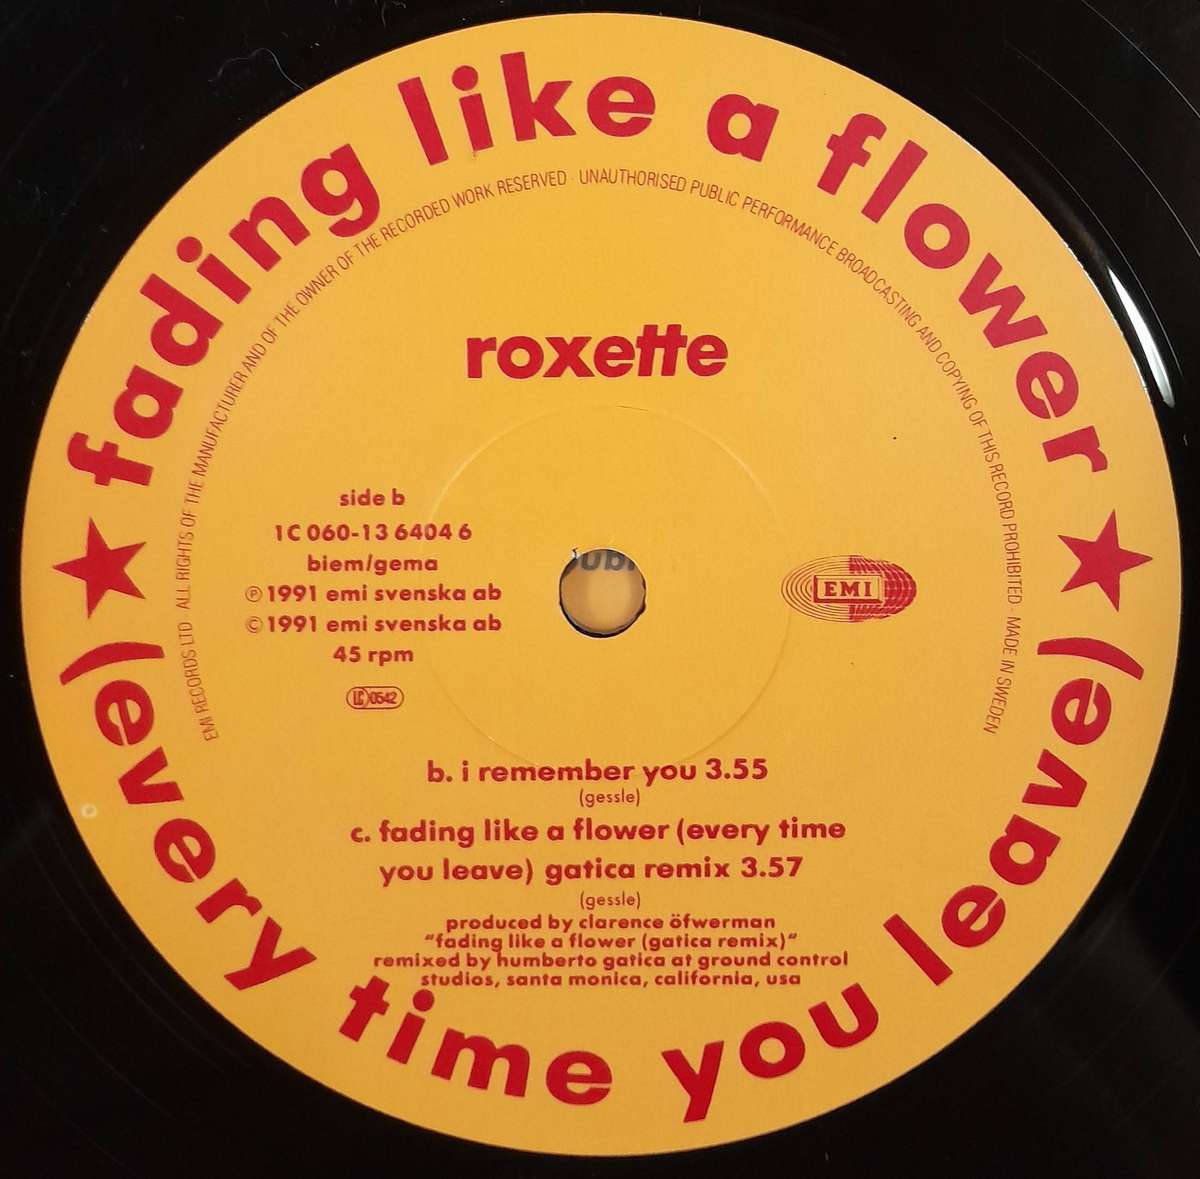 fading like a flower
★ (every time you leave) ★
EMI RECORDS LTD · ALL RIGHTS OF THE MANUFACTURER AND OF THE OWNER OF THE RECORDED WORK RESERVED · UNAUTHORISED PUBLIC PERFORMANCE BROADCASTING AND COPYING OF THIS RECORD PROHIBITED · MADE IN SWEDEN
roxette
side b
1C 060-13 6404 6
biem/gema
℗ 1991 emi svenska ab
© 1991 emi svenska ab
45 rpm
LC 0542
EMI
b. i remember you 3.55
(gessle)
c. fading like a flower (every time
you leave) gatica remix 3.57
(gessle)
produced by clarence öfwerman
"fading like a flower (gatica remix)"
remixed by humberto gatica at ground control
studios, santa monica, california, usa